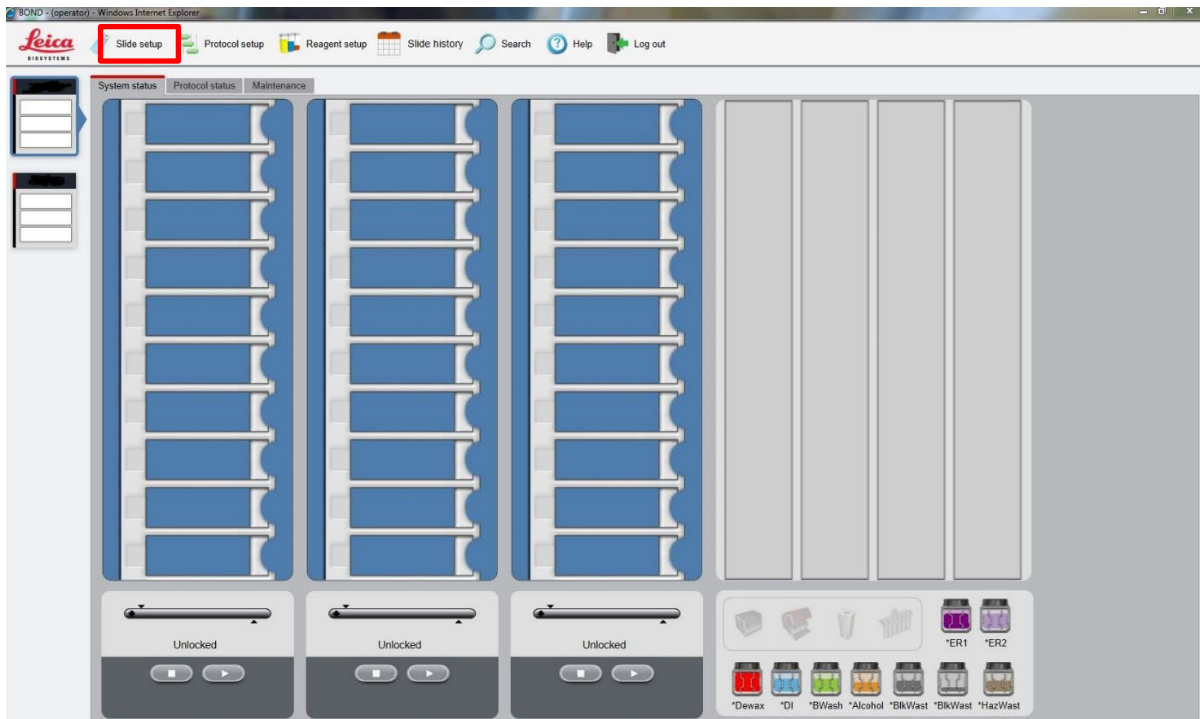 BOND - (operator) - Windows Internet Explorer
Leica
BIOSYSTEMS
Slide setup
Protocol setup
Reagent setup
Slide history
Search
Help
Log out
System status
Protocol status
Maintenance
Unlocked
Unlocked
Unlocked
*ER1
*ER2
*Dewax
*DI
*BWash
*Alcohol
*BlkWast
*BlkWast
*HazWast